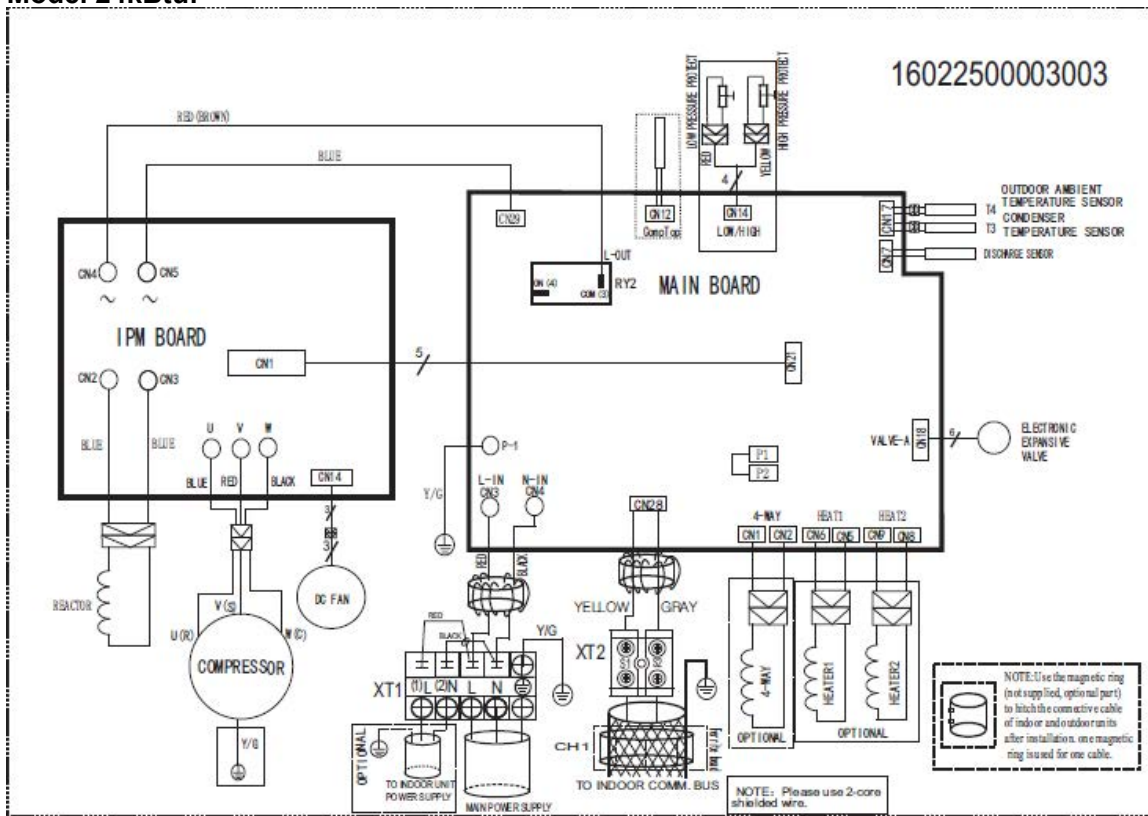 16022500003003
LOW PRESSURE PROTECT
HIGH PRESSURE PROTECT
RED
YELLOW
4
RED(BROWN)
BLUE
CN29
CN12
CompTop
CN14
LOW/HIGH
CN17
CN7
T4
OUTDOOR AMBIENT
TEMPERATURE SENSOR
T3
CONDENSER
TEMPERATURE SENSOR
DISCHARGE SENSOR
L-OUT
COM (3)
RY2
MAIN BOARD
CN4
CN5
IPM BOARD
CN1
5
CN21
CN2
CN3
BLUE
BLUE
U
V
W
BLUE
RED
BLACK
CN14
3
3
DC FAN
REACTOR
V(S)
U(R)
W(C)
COMPRESSOR
Y/G
P-1
Y/G
L-IN
CN3
N-IN
CN4
RED
BLACK
P1
P2
VALVE-A
CN18
6
ELECTRONIC
EXPANSIVE
VALVE
CN28
4-WAY
HEAT1
HEAT2
CN1
CN2
CN6
CN5
CN9
CN8
YELLOW
GRAY
RED
BLACK
Y/G
XT1
(1)L
(2)N
L
N
XT2
S1
CH1
OPTIONAL
TO INDOOR UNIT
POWER SUPPLY
MAIN POWER SUPPLY
TO INDOOR COMM. BUS
4-WAY
OPTIONAL
HEATER1
HEATER2
OPTIONAL
NOTE: Please use 2-core
shielded wire.
NOTE:Use the magnetic ring
(not supplied, optional part)
to hitch the connective cable
of indoor and outdoor units
after installation. one magnetic
ring is used for one cable.